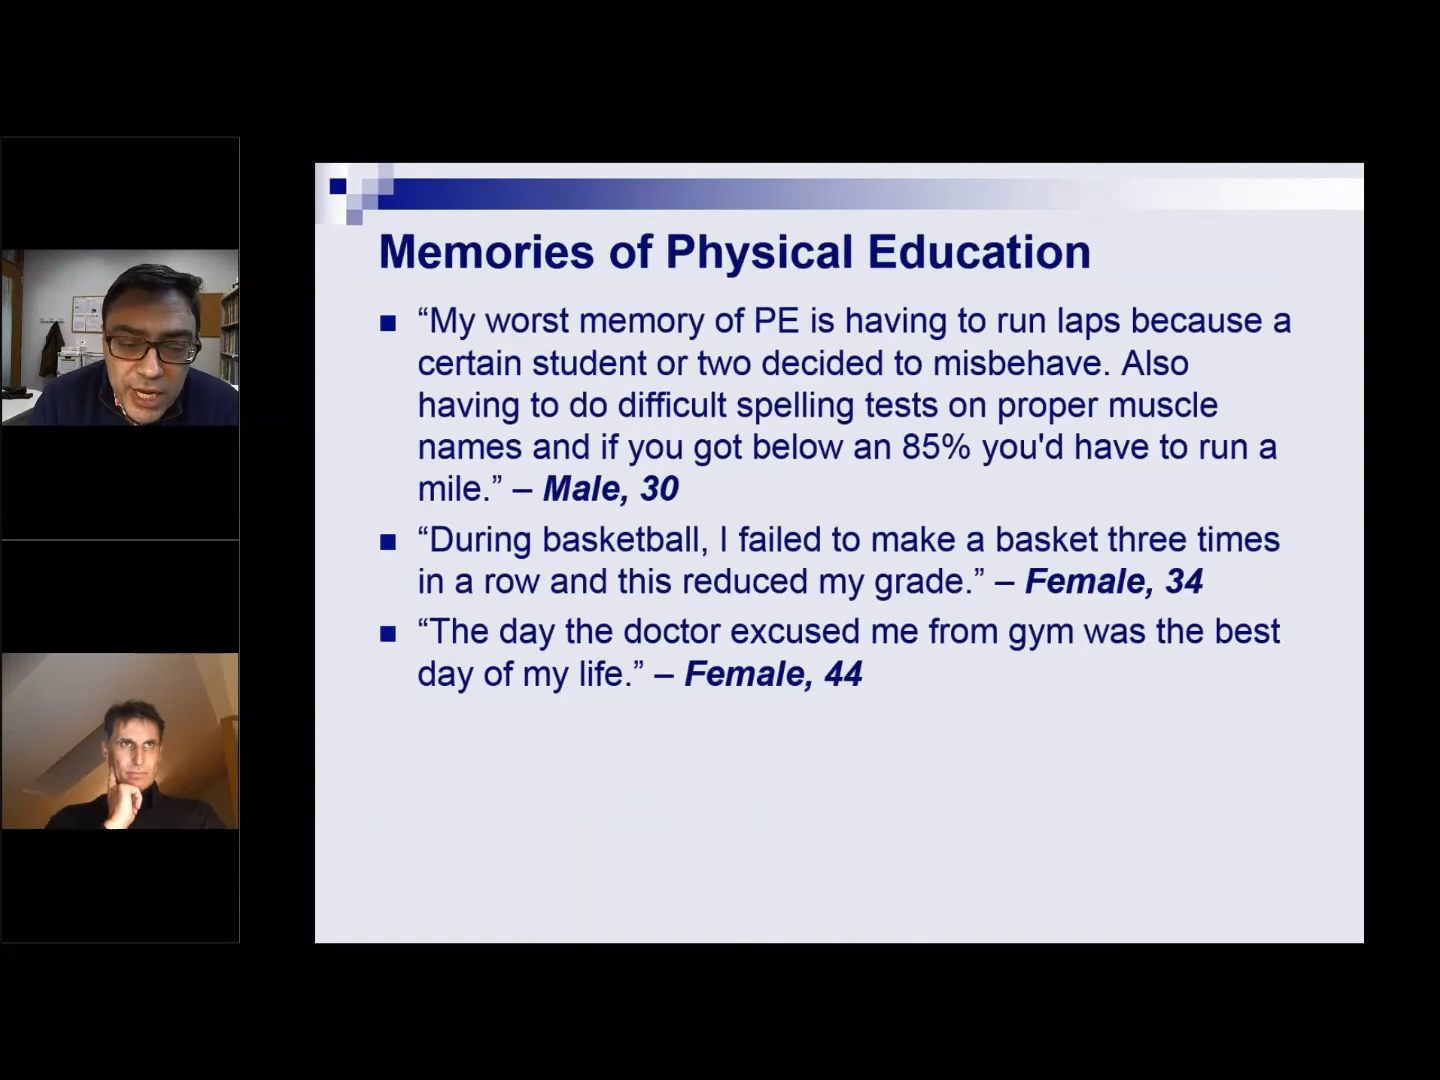 Memories of Physical Education
“My worst memory of PE is having to run laps because a
certain student or two decided to misbehave. Also
having to do difficult spelling tests on proper muscle
names and if you got below an 85% you'd have to run a
mile.” – Male, 30
“During basketball, I failed to make a basket three times
in a row and this reduced my grade.” – Female, 34
“The day the doctor excused me from gym was the best
day of my life.” – Female, 44